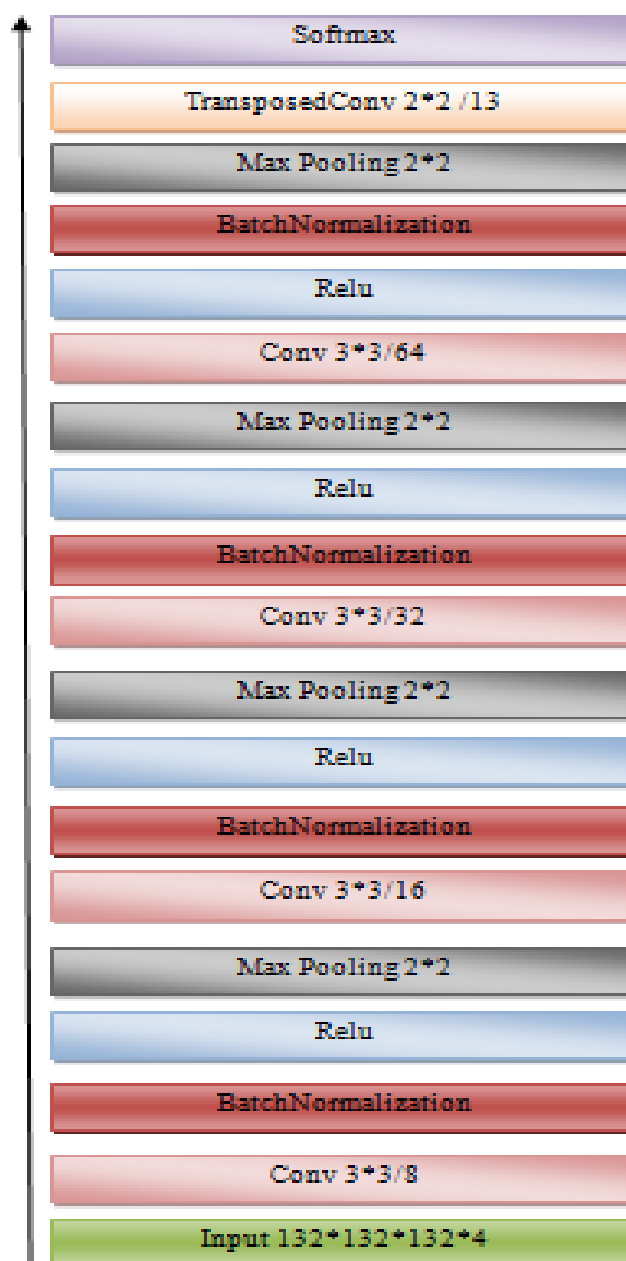 Softmax
TransposedConv 2*2 /13
Max Pooling 2*2
BatchNormalization
Relu
Conv 3*3/64
Max Pooling 2*2
Relu
BatchNormalization
Conv 3*3/32
Max Pooling 2*2
Relu
BatchNormalization
Conv 3*3/16
Max Pooling 2*2
Relu
BatchNormalization
Conv 3*3/8
Input 132*132*132*4